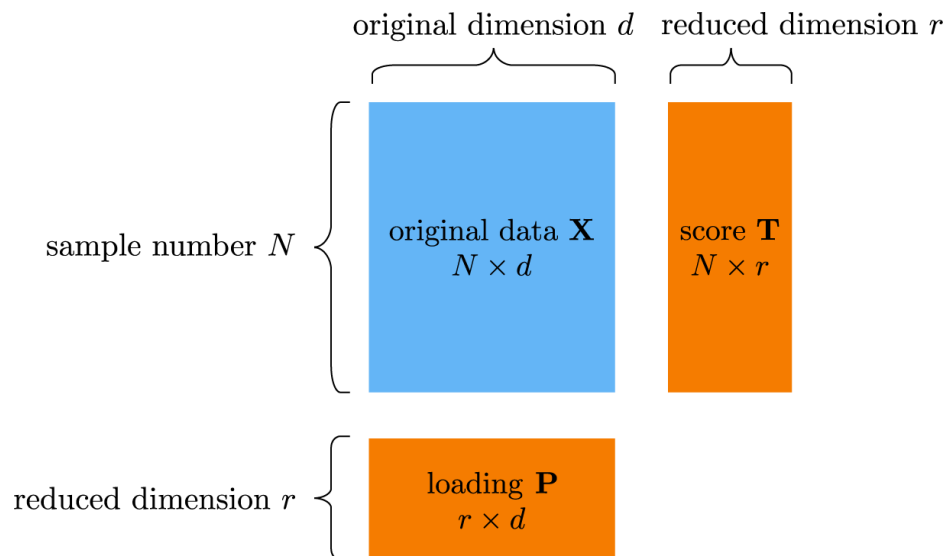 original dimension d
reduced dimension r
sample number N
original data X
N × d
score T
N × r
reduced dimension r
loading P
r × d